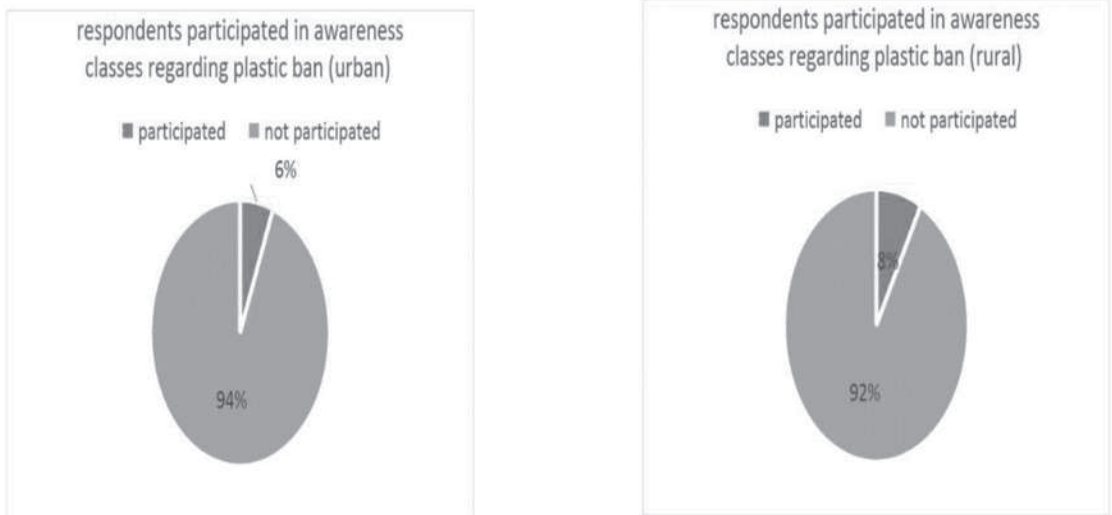 respondents participated in awareness
classes regarding plastic ban (urban)
participated not participated
6%
94%
respondents participated in awareness
classes regarding plastic ban (rural)
participated not participated
8%
92%